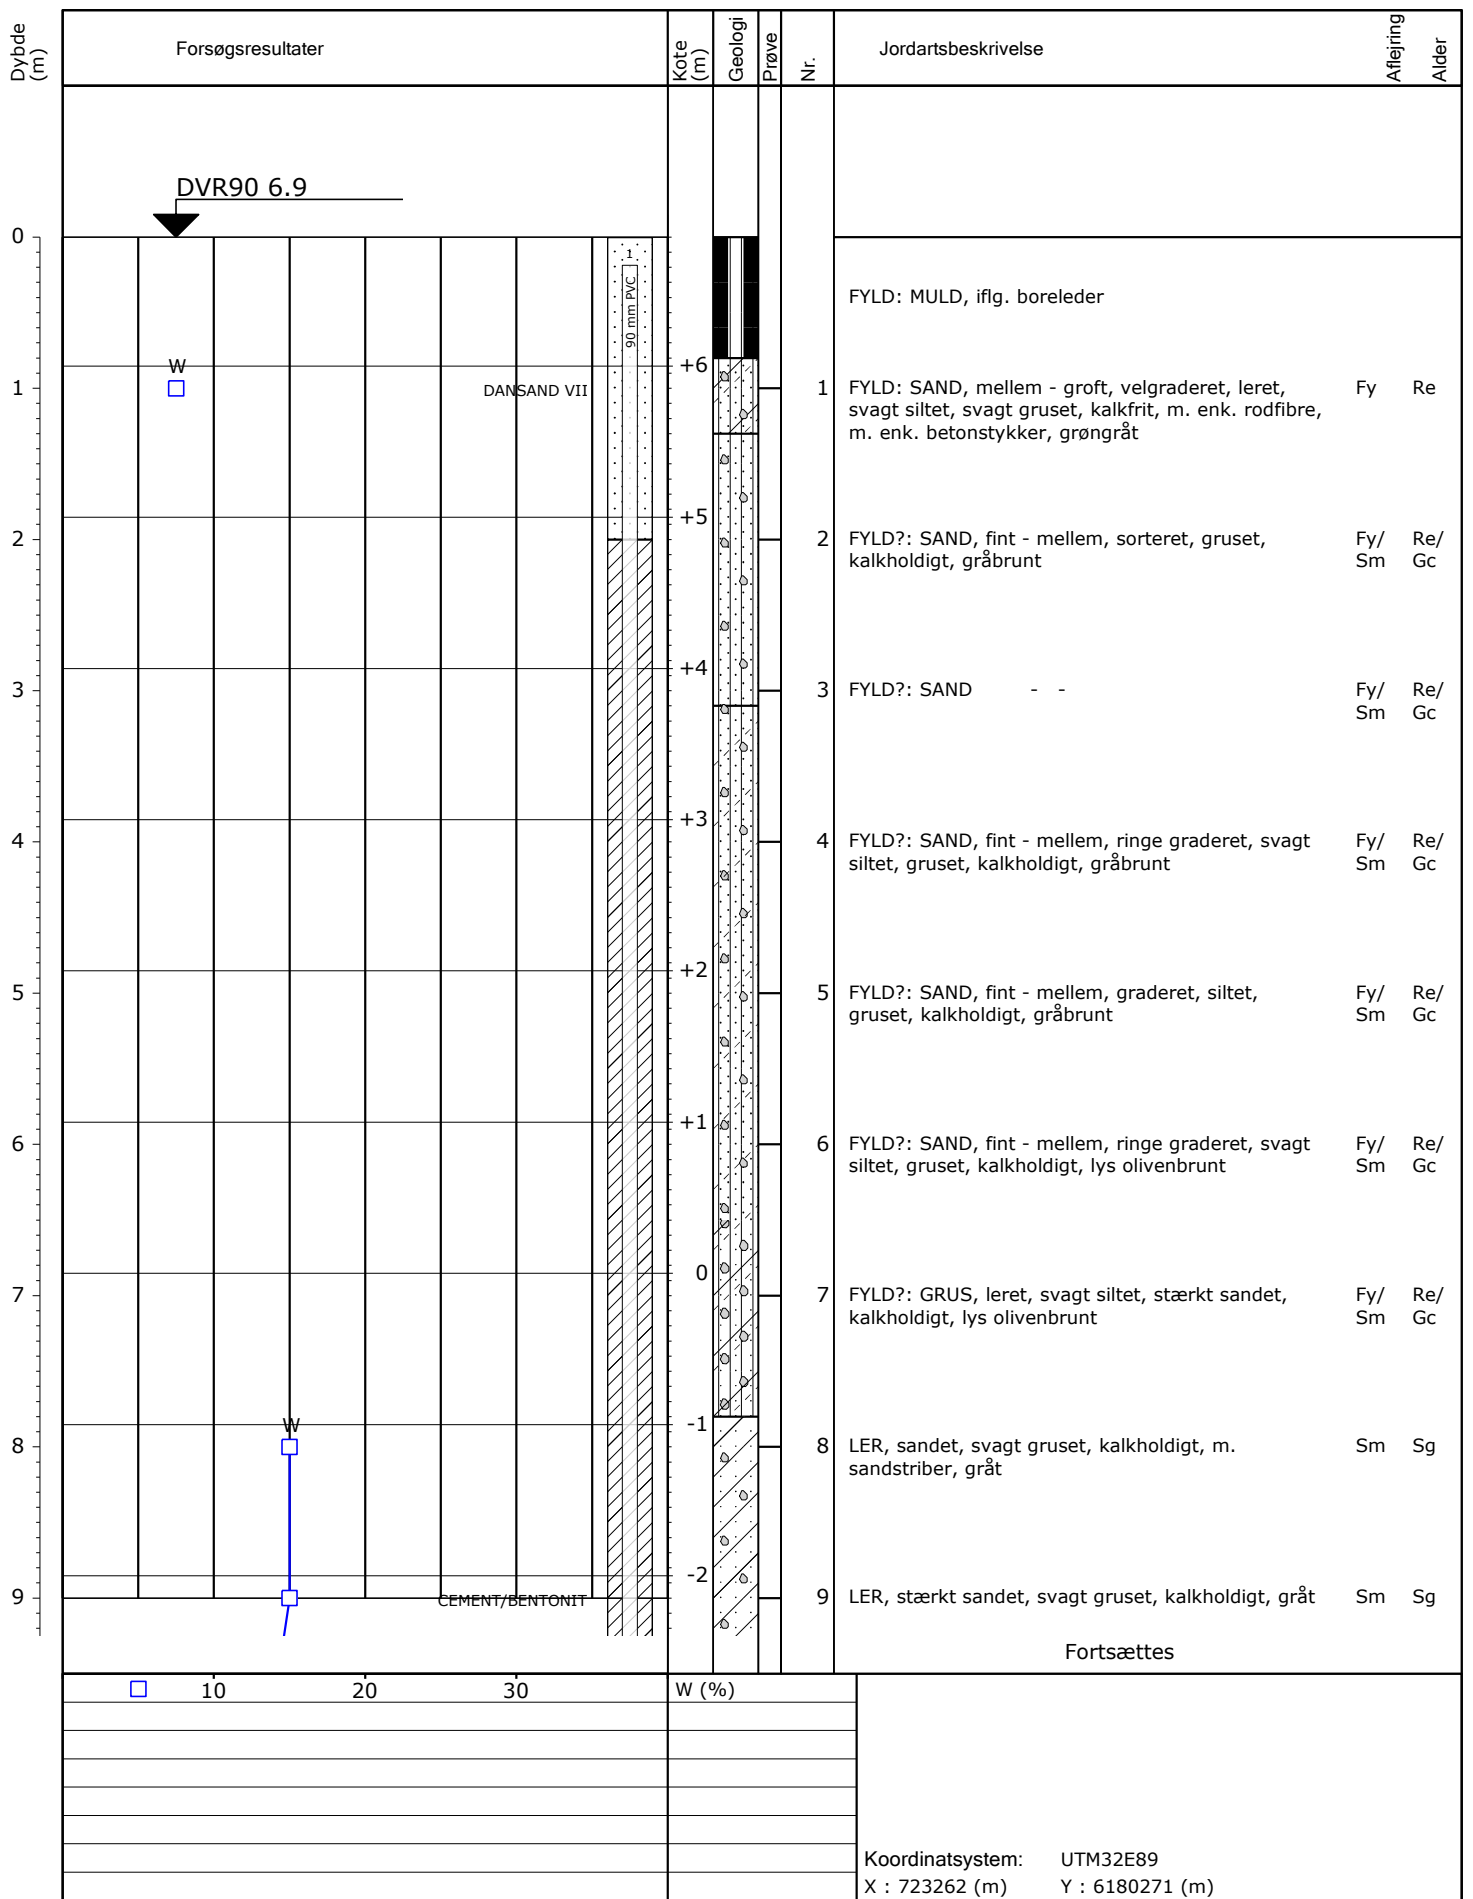 Dybde (m)
Forsøgsresultater
Kote (m)
Geologi
Prøve
Nr.
Jordartsbeskrivelse
Aflejring
Alder
DVR90 6.9
0
1
90 mm PVC
FYLD: MULD, iflg. boreleder
W
+6
1
DANSAND VII
1
FYLD: SAND, mellem - groft, velgraderet, leret,
svagt siltet, svagt gruset, kalkfrit, m. enk. rodfibre,
m. enk. betonstykker, grøngråt
Fy
Re
+5
2
2
FYLD?: SAND, fint - mellem, sorteret, gruset,
kalkholdigt, gråbrunt
Fy/
Sm
Re/
Gc
+4
3
3
FYLD?: SAND - -
Fy/
Sm
Re/
Gc
+3
4
4
FYLD?: SAND, fint - mellem, ringe graderet, svagt
siltet, gruset, kalkholdigt, gråbrunt
Fy/
Sm
Re/
Gc
+2
5
5
FYLD?: SAND, fint - mellem, graderet, siltet,
gruset, kalkholdigt, gråbrunt
Fy/
Sm
Re/
Gc
+1
6
6
FYLD?: SAND, fint - mellem, ringe graderet, svagt
siltet, gruset, kalkholdigt, lys olivenbrunt
Fy/
Sm
Re/
Gc
0
7
7
FYLD?: GRUS, leret, svagt siltet, stærkt sandet,
kalkholdigt, lys olivenbrunt
Fy/
Sm
Re/
Gc
W
-1
8
8
LER, sandet, svagt gruset, kalkholdigt, m.
sandstriber, gråt
Sm
Sg
-2
9
CEMENT/BENTONIT
9
LER, stærkt sandet, svagt gruset, kalkholdigt, gråt
Sm
Sg
Fortsættes
10 20 30 W (%)
Koordinatsystem: UTM32E89
X : 723262 (m) Y : 6180271 (m)